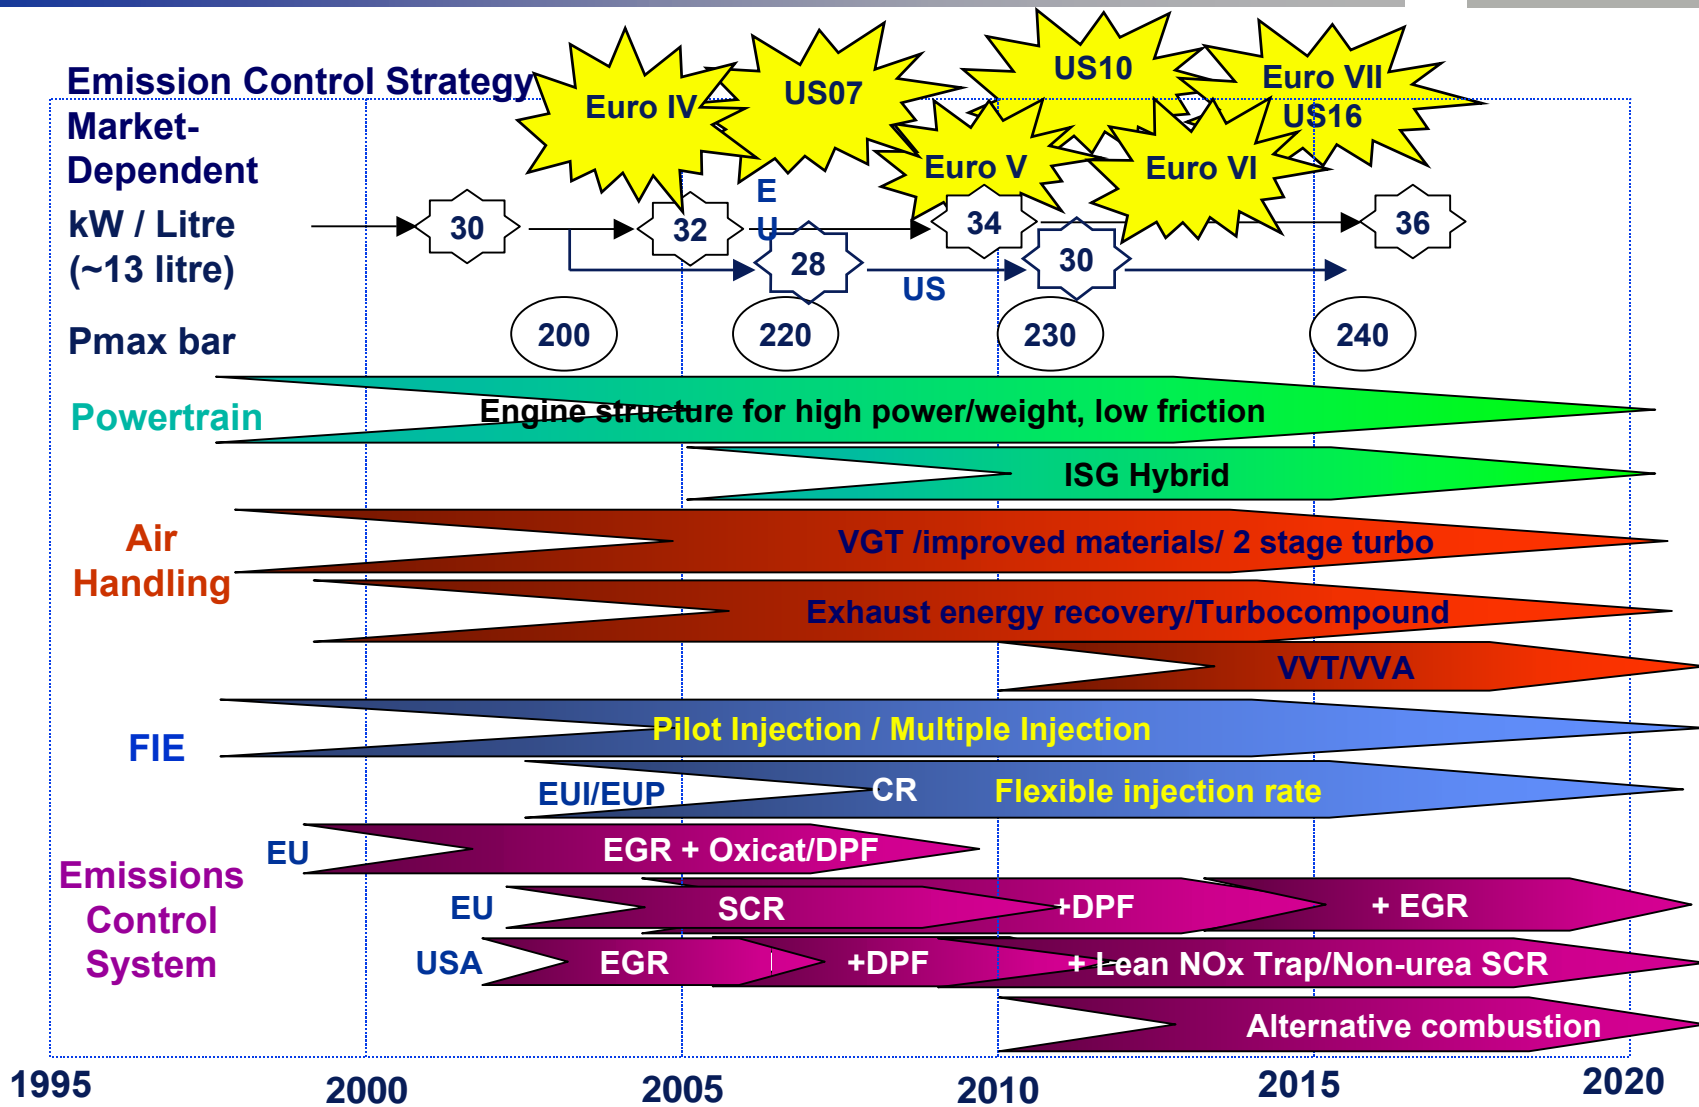 Emission Control Strategy
Market-
Dependent
Euro IV
US07
US10
Euro VII
US16
Euro V
Euro VI
kW / Litre
(~13 litre)
30
32
E
U
28
US
34
30
36
Pmax bar
200
220
230
240
Powertrain
Engine structure for high power/weight, low friction
ISG Hybrid
Air
Handling
VGT /improved materials/ 2 stage turbo
Exhaust energy recovery/Turbocompound
VVT/VVA
FIE
Pilot Injection / Multiple Injection
EUI/EUP
CR
Flexible injection rate
Emissions
Control
System
EU
EGR + Oxicat/DPF
EU
SCR
+DPF
+ EGR
USA
EGR
+DPF
+ Lean NOx Trap/Non-urea SCR
Alternative combustion
1995
2000
2005
2010
2015
2020